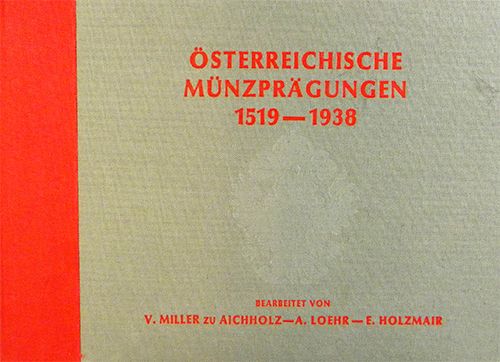 ÖSTERREICHISCHE
MÜNZPRÄGUNGEN
1519—1938
BEARBEITET VON
V. MILLER ZU AICHHOLZ—A. LOEHR—E. HOLZMAIR